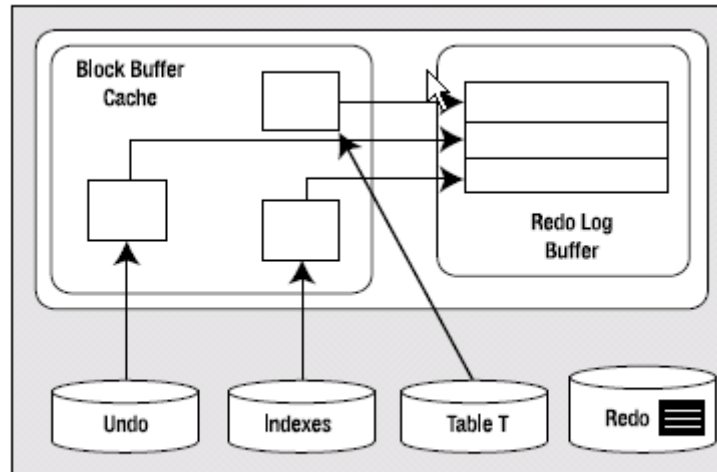 Block Buffer
Cache
Redo Log
Buffer
Undo
Indexes
Table T
Redo